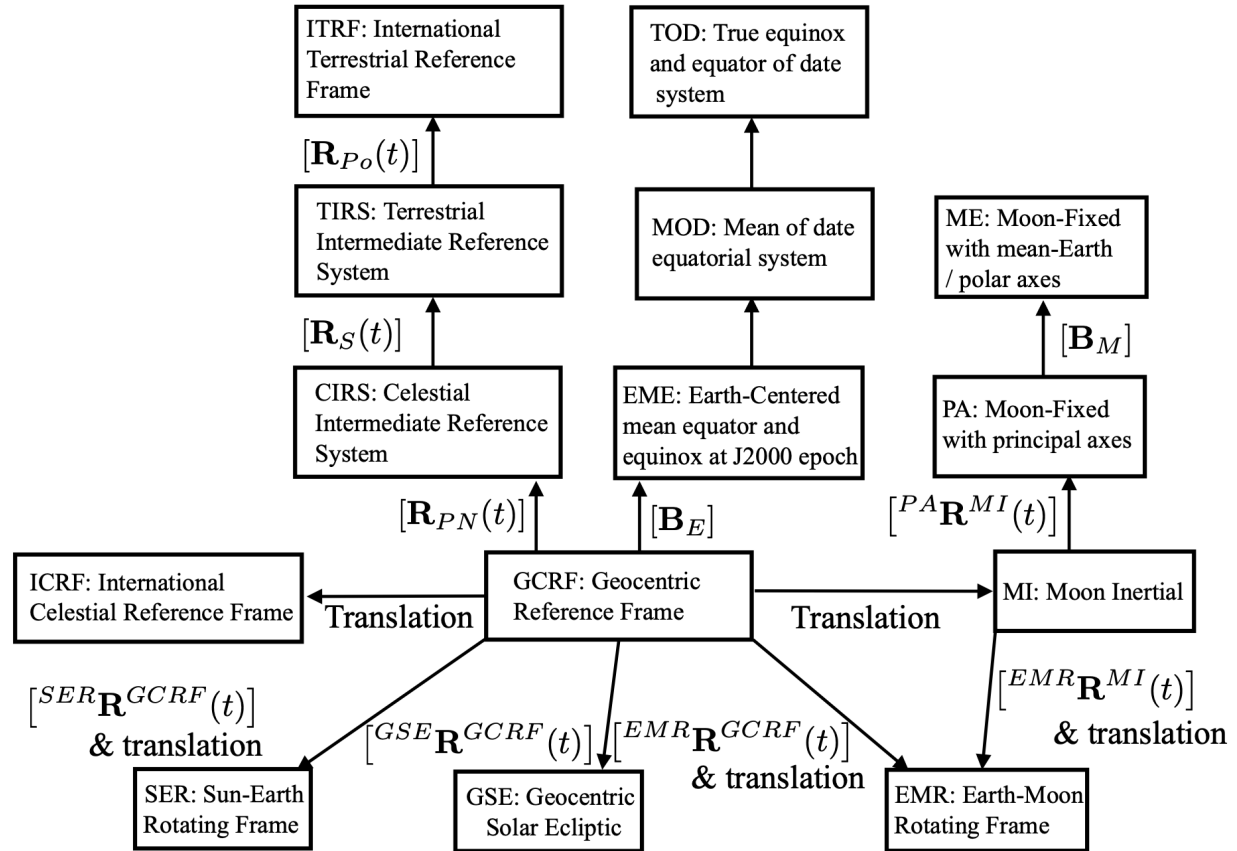 ITRF: International
Terrestrial Reference
Frame
TOD: True equinox
and equator of date
system
[R_{Po}(t)]
TIRS: Terrestrial
Intermediate Reference
System
MOD: Mean of date
equatorial system
ME: Moon-Fixed
with mean-Earth
/ polar axes
[R_S(t)]
[B_M]
CIRS: Celestial
Intermediate Reference
System
EME: Earth-Centered
mean equator and
equinox at J2000 epoch
PA: Moon-Fixed
with principal axes
[R_{PN}(t)]
[B_E]
[^{PA}R^{MI}(t)]
ICRF: International
Celestial Reference Frame
GCRF: Geocentric
Reference Frame
MI: Moon Inertial
Translation
Translation
[^{SER}R^{GCRF}(t)]
& translation
[^{GSE}R^{GCRF}(t)]
[^{EMR}R^{GCRF}(t)]
& translation
[^{EMR}R^{MI}(t)]
& translation
SER: Sun-Earth
Rotating Frame
GSE: Geocentric
Solar Ecliptic
EMR: Earth-Moon
Rotating Frame